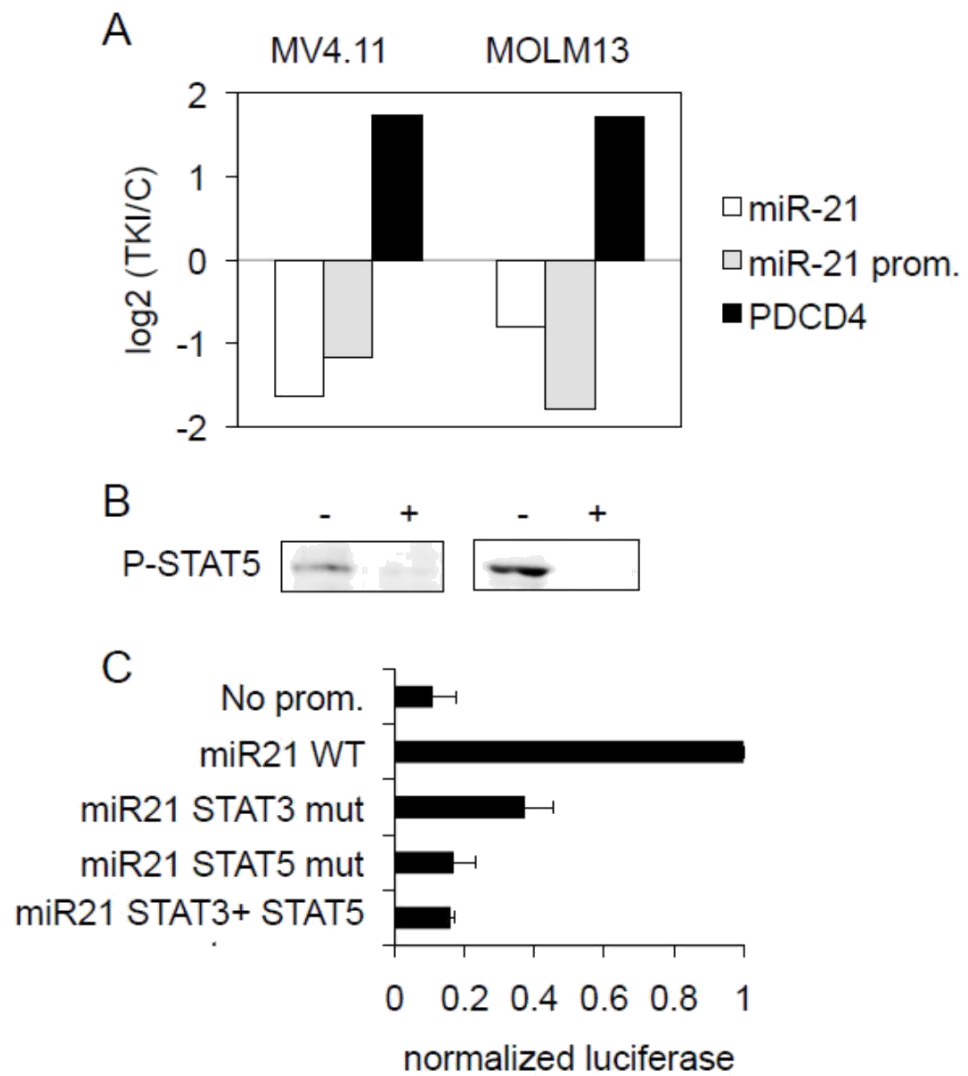 A
MV4.11 MOLM13
2
1
0
-1
-2
log2 (TKI/C)
miR-21
miR-21 prom.
PDCD4
B
- + - +
P-STAT5
C
No prom.
miR21 WT
miR21 STAT3 mut
miR21 STAT5 mut
miR21 STAT3+ STAT5
0 0.2 0.4 0.6 0.8 1
normalized luciferase